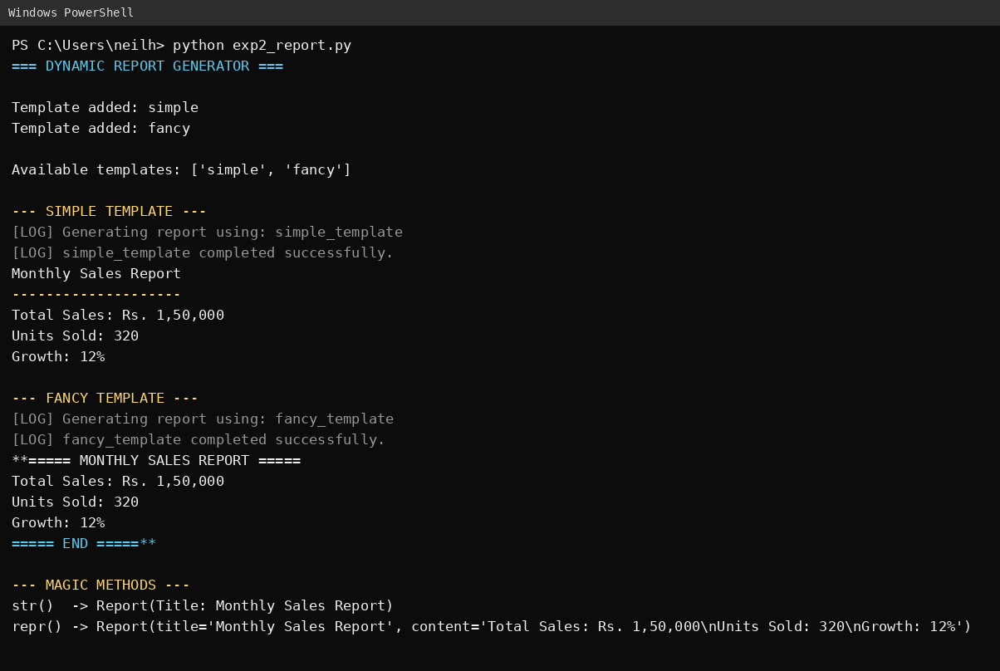 Windows PowerShell
PS C:\Users\neilh> python exp2_report.py
=== DYNAMIC REPORT GENERATOR ===
Template added: simple
Template added: fancy
Available templates: ['simple', 'fancy']
--- SIMPLE TEMPLATE ---
[LOG] Generating report using: simple_template
[LOG] simple_template completed successfully.
Monthly Sales Report
--------------------
Total Sales: Rs. 1,50,000
Units Sold: 320
Growth: 12%
--- FANCY TEMPLATE ---
[LOG] Generating report using: fancy_template
[LOG] fancy_template completed successfully.
**===== MONTHLY SALES REPORT =====
Total Sales: Rs. 1,50,000
Units Sold: 320
Growth: 12%
===== END =====**
--- MAGIC METHODS ---
str()  -> Report(Title: Monthly Sales Report)
repr() -> Report(title='Monthly Sales Report', content='Total Sales: Rs. 1,50,000\nUnits Sold: 320\nGrowth: 12%')